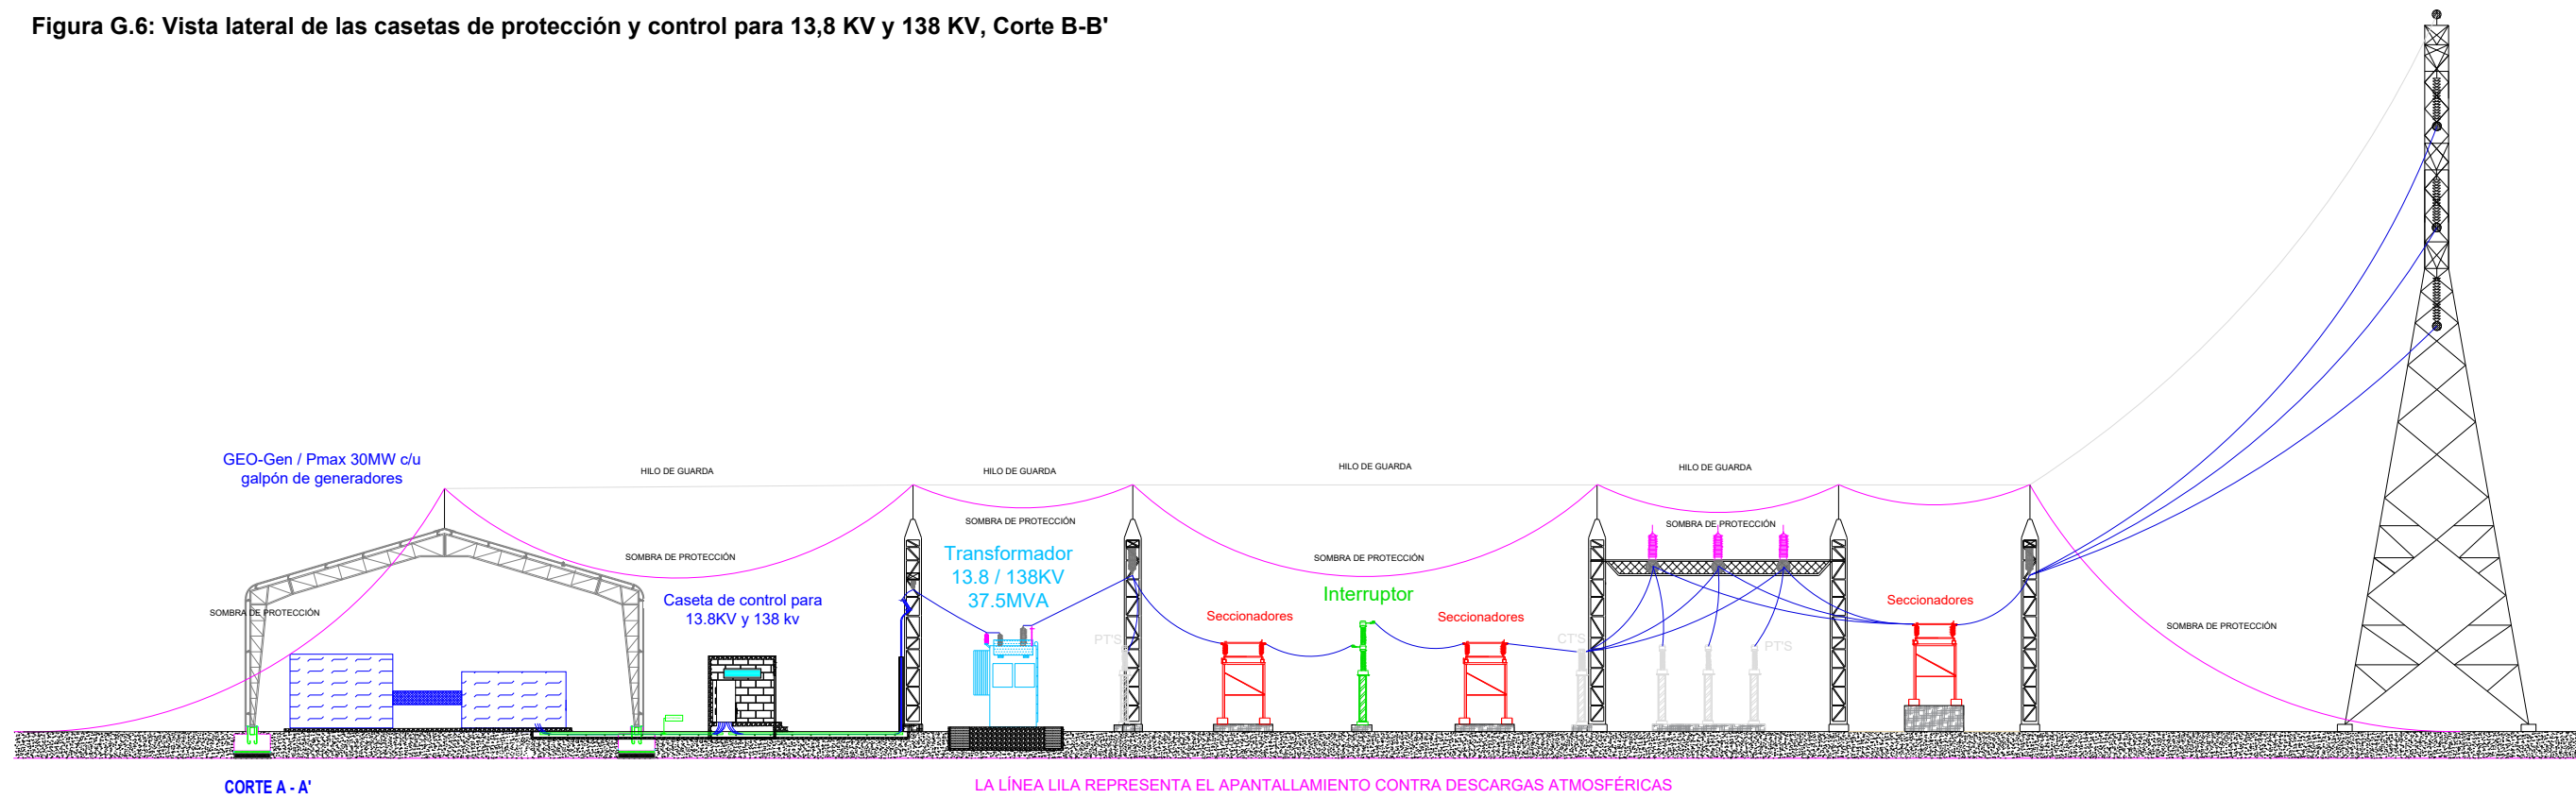 Figura G.6: Vista lateral de las casetas de protección y control para 13,8 KV y 138 KV, Corte B-B'
GEO-Gen / Pmax 30MW c/u
galpón de generadores
HILO DE GUARDA
HILO DE GUARDA
HILO DE GUARDA
HILO DE GUARDA
SOMBRA DE PROTECCIÓN
SOMBRA DE PROTECCIÓN
SOMBRA DE PROTECCIÓN
SOMBRA DE PROTECCIÓN
Transformador
13.8 / 138KV
37.5MVA
Interruptor
Caseta de control para
13.8KV y 138 kv
Seccionadores
SOMBRA DE PROTECCIÓN
Seccionadores
Seccionadores
SOMBRA DE PROTECCIÓN
PT'S
CT'S
PT'S
CORTE A - A'
LA LÍNEA LILA REPRESENTA EL APANTALLAMIENTO CONTRA DESCARGAS ATMOSFÉRICAS